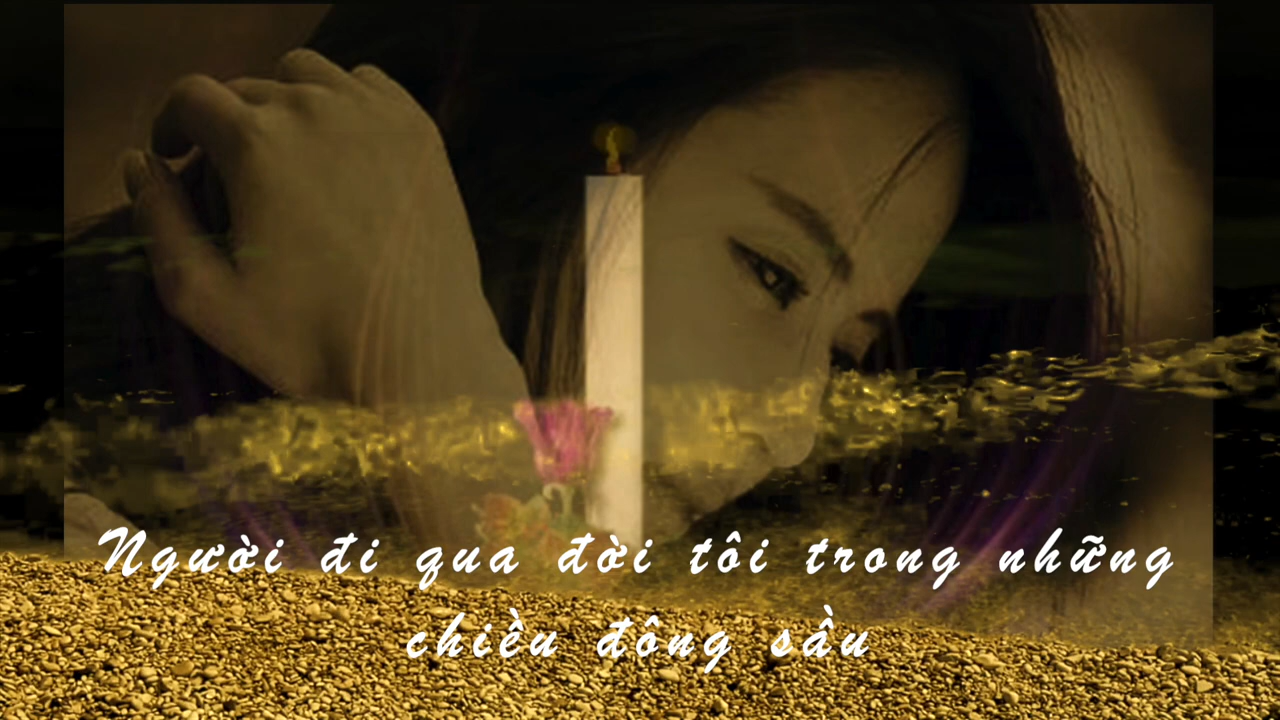 Người đi qua đời tôi trong những
chiều đông sầu